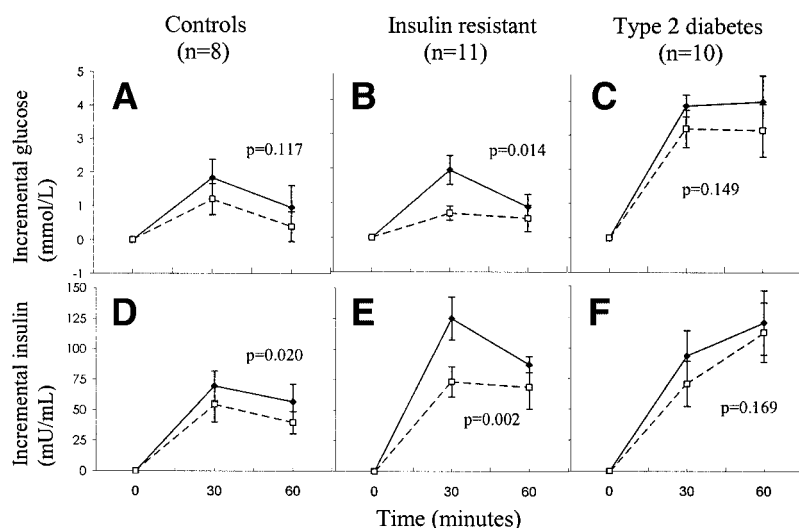 Controls
(n=8)
Insulin resistant
(n=11)
Type 2 diabetes
(n=10)
Incremental glucose
(mmol/L)
5
4
3
2
1
0
-1
A
p=0.117
B
p=0.014
C
p=0.149
Incremental insulin
(mU/mL)
150
125
100
75
50
25
0
D
p=0.020
E
p=0.002
F
p=0.169
0 30 60
0 30 60
0 30 60
Time (minutes)